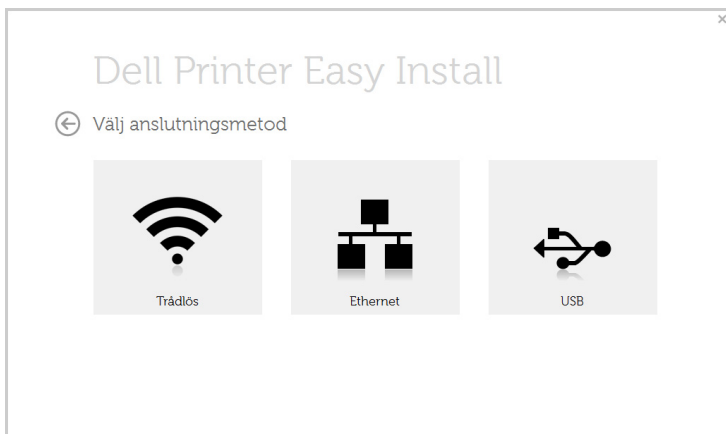 Dell Printer Easy Install
Välj anslutningsmetod
Trådlös
Ethernet
USB